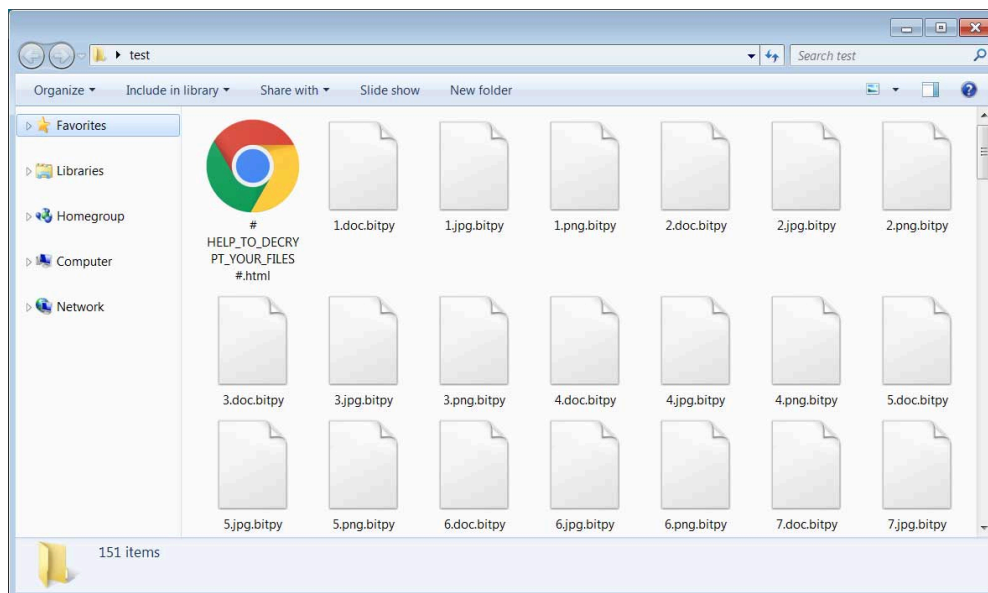 test
Search test
Organize
Include in library
Share with
Slide show
New folder
Favorites
Libraries
Homegroup
Computer
Network
#
HELP_TO_DECRY
PT_YOUR_FILES
#.html
1.doc.bitpy
1.jpg.bitpy
1.png.bitpy
2.doc.bitpy
2.jpg.bitpy
2.png.bitpy
3.doc.bitpy
3.jpg.bitpy
3.png.bitpy
4.doc.bitpy
4.jpg.bitpy
4.png.bitpy
5.doc.bitpy
5.jpg.bitpy
5.png.bitpy
6.doc.bitpy
6.jpg.bitpy
6.png.bitpy
7.doc.bitpy
7.jpg.bitpy
151 items